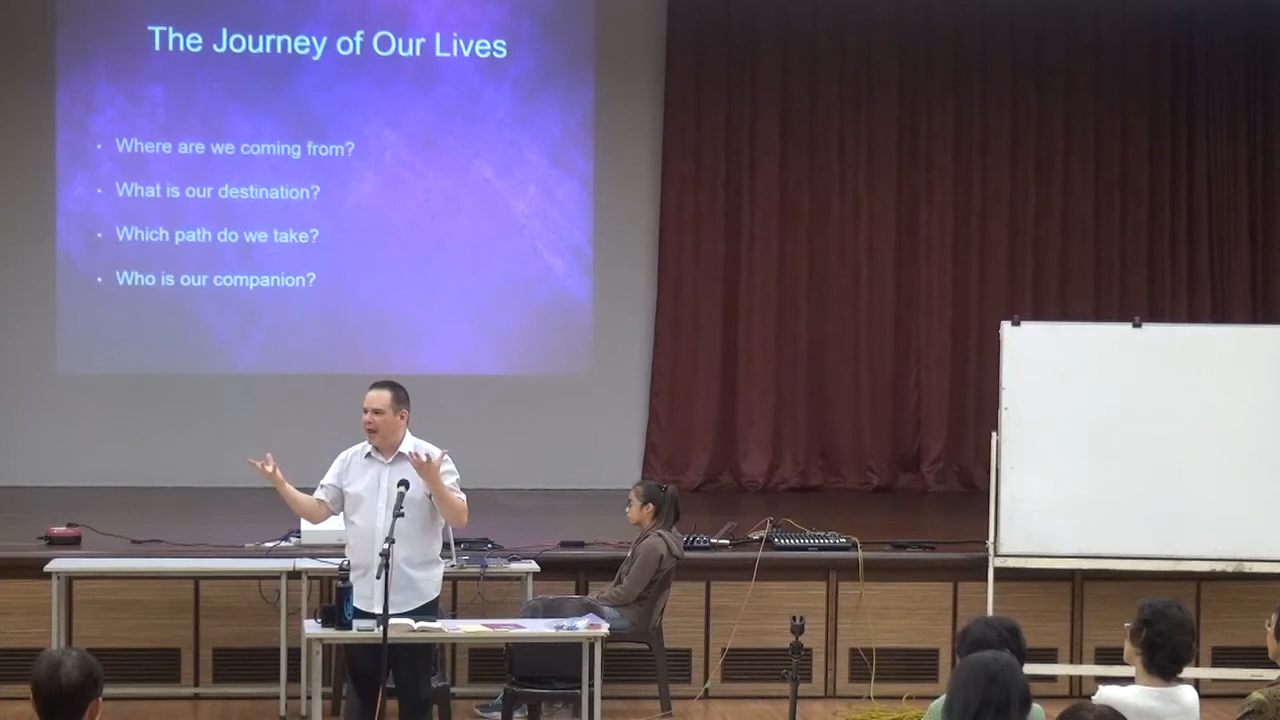 The Journey of Our Lives
• Where are we coming from?
• What is our destination?
• Which path do we take?
• Who is our companion?